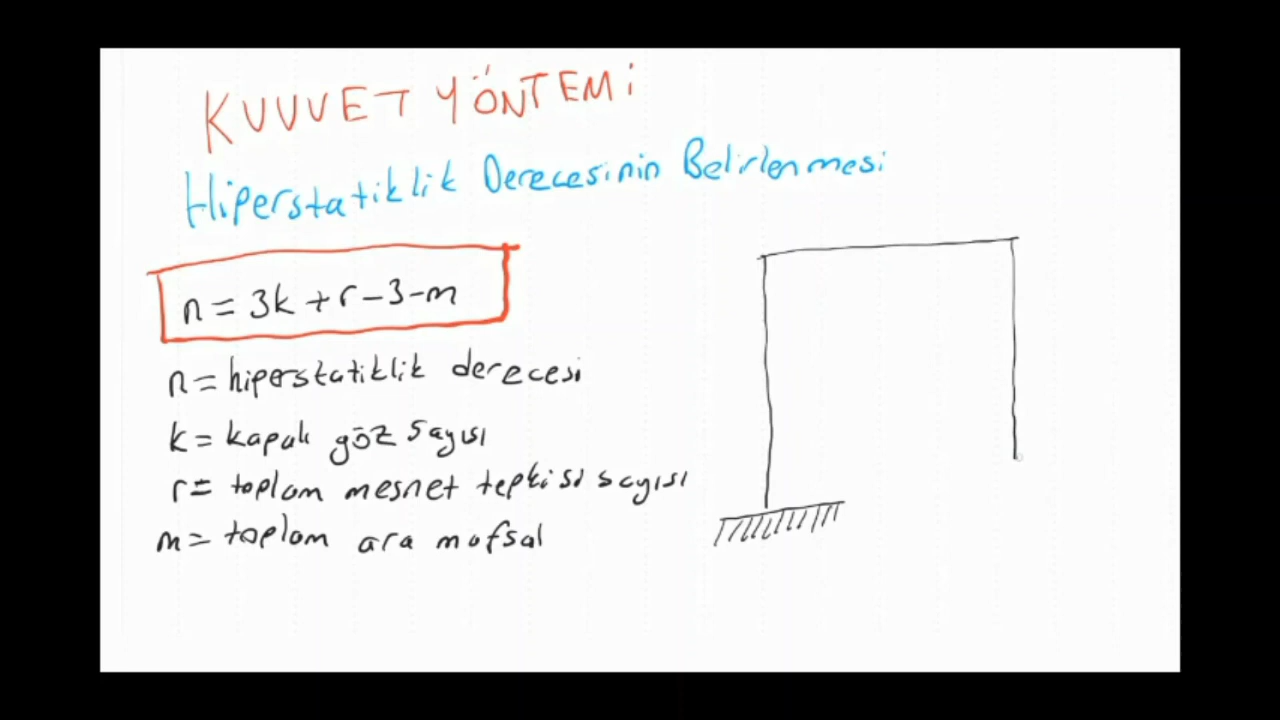 KUVVET YÖNTEMİ
Hiperstatiklik Derecesinin Belirlenmesi
n = 3k + r - 3 - m
n = hiperstatiklik derecesi
k = kapalı göz sayısı
r = toplam mesnet tepkisi sayısı
m = toplam ara mafsal